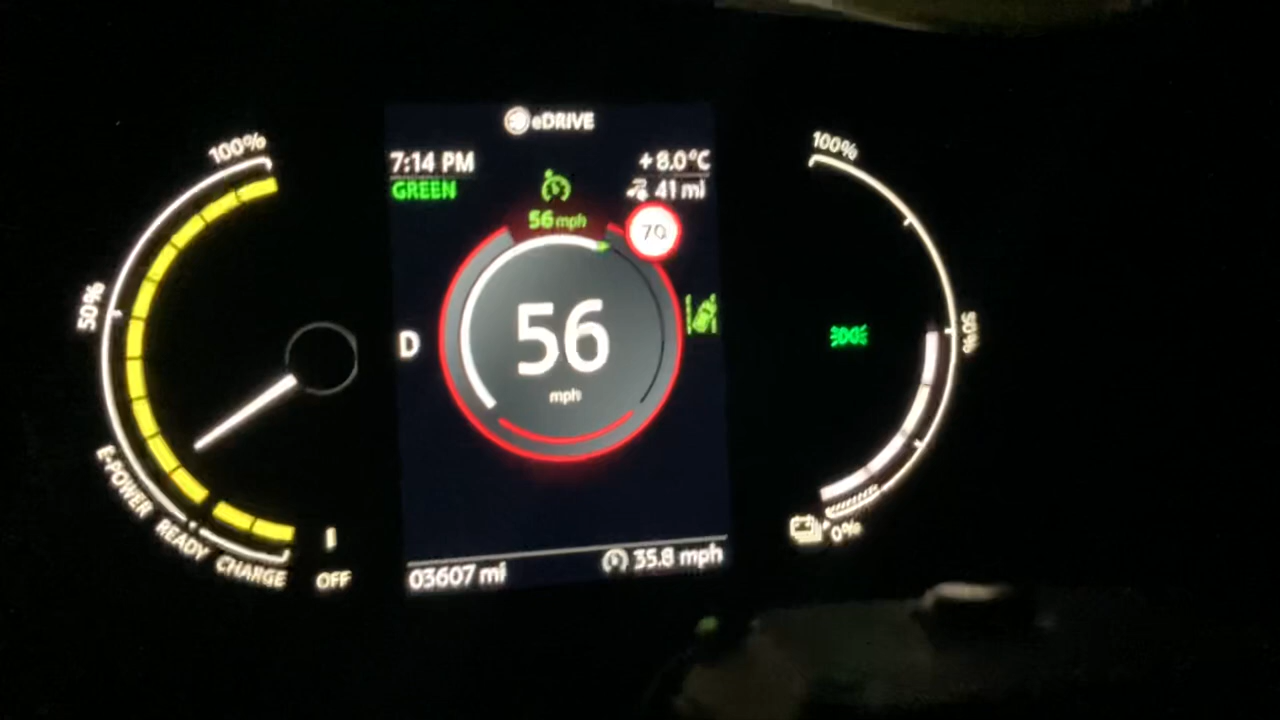 eDRIVE
7:14 PM
+8.0°C
GREEN
41 mi
56 mph
70
56
mph
D
03607 mi
35.8 mph
100%
50%
E-POWER
READY
CHARGE
OFF
100%
50%
0%